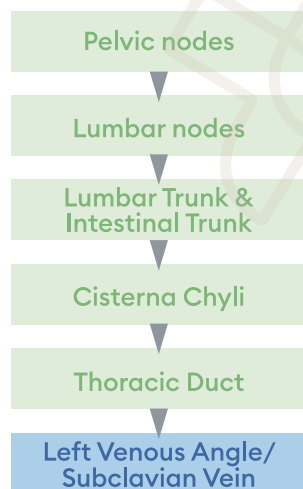 Pelvic nodes
Lumbar nodes
Lumbar Trunk &
Intestinal Trunk
Cisterna Chyli
Thoracic Duct
Left Venous Angle/
Subclavian Vein